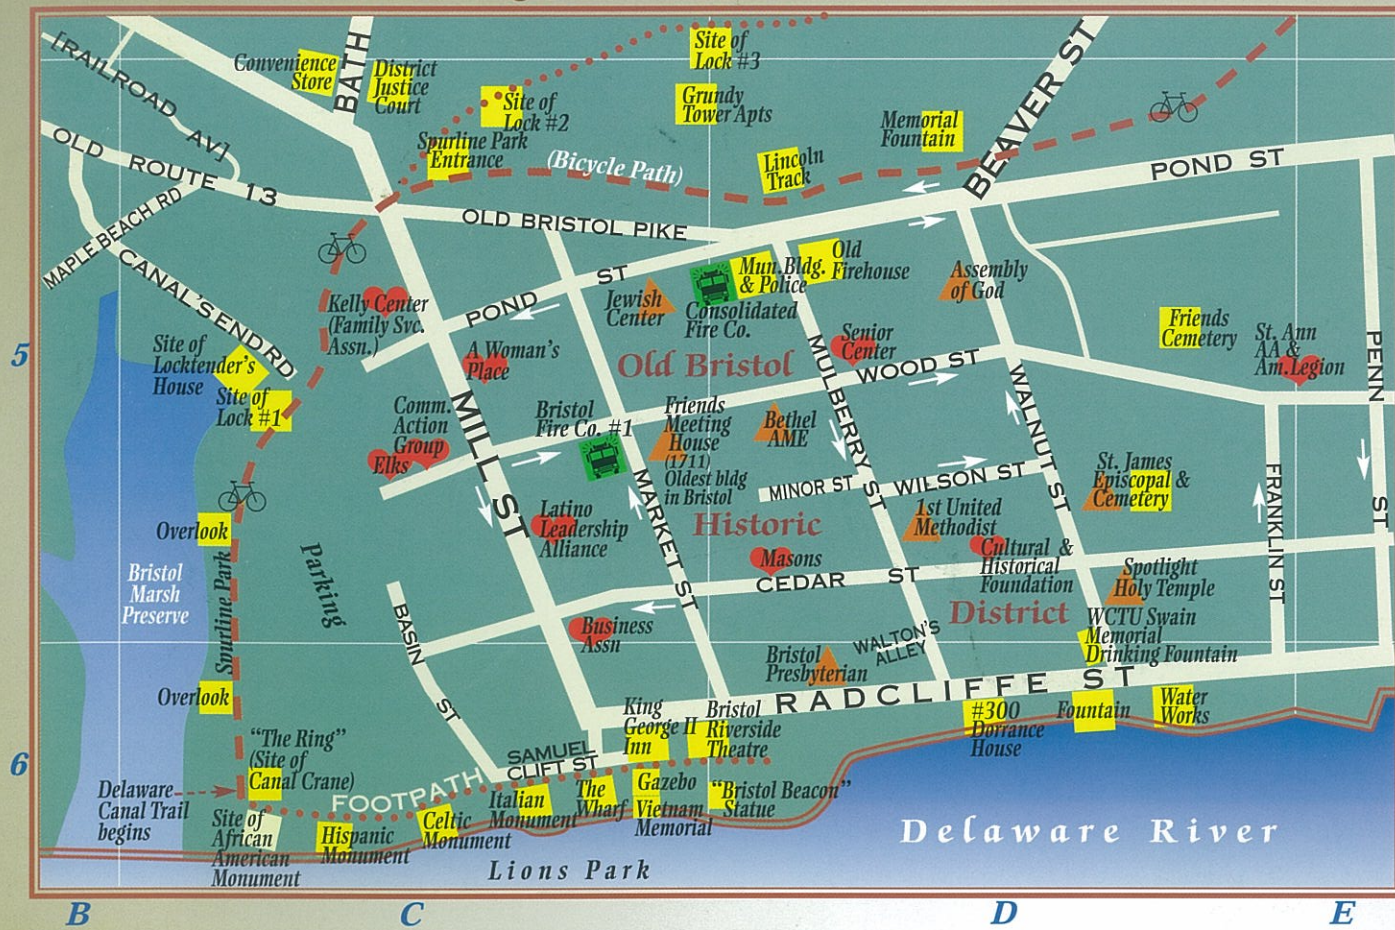 [RAILROAD AV]
BATH
Convenience
Store
District
Justice
Court
Site of
Lock #2
Site of
Lock #3
Grundy
Tower Apts
Memorial
Fountain
BEAVER ST
Spurline Park
Entrance
(Bicycle Path)
Lincoln
Track
POND ST
OLD ROUTE 13
MAPLE BEACH RD
CANAL'S END RD
OLD BRISTOL PIKE
POND ST
Kelly Center
(Family Svc.
Assn.)
Jewish
Center
Mun.Bldg.
& Police
Consolidated
Fire Co.
Old
Firehouse
Assembly
of God
Friends
Cemetery
St. Ann
AA &
Am.Legion
PENN ST
5
Site of
Locktender's
House
Site of
Lock #1
A Woman's
Place
Old Bristol
Senior
Center
MULBERRY ST
WOOD ST
WALNUT ST
MILL ST
Comm.
Action
Group
Elks
Bristol
Fire Co. #1
Friends
Meeting
House
(1711)
Oldest bldg
in Bristol
Bethel
AME
MINOR ST
WILSON ST
St. James
Episcopal &
Cemetery
FRANKLIN ST
Overlook
Parking
Latino
Leadership
Alliance
MARKET ST
Historic
1st United
Methodist
Masons
Cultural &
Historical
Foundation
CEDAR ST
Spotlight
Holy Temple
Bristol
Marsh
Preserve
Spurline Park
BASIN ST
Business
Assn
District
WALTON'S
ALLEY
WCTU Swain
Memorial
Drinking Fountain
Bristol
Presbyterian
RADCLIFFE ST
Overlook
King
George II
Inn
Bristol
Riverside
Theatre
#300
Dorrance
House
Fountain
Water
Works
6
"The Ring"
(Site of
Canal Crane)
SAMUEL
CLIFT ST
FOOTPATH
Delaware
Canal Trail
begins
Site of
African
American
Monument
Hispanic
Monument
Celtic
Monument
Italian
Monument
The
Wharf
Gazebo
Vietnam
Memorial
"Bristol Beacon"
Statue
Delaware River
Lions Park
B C D E